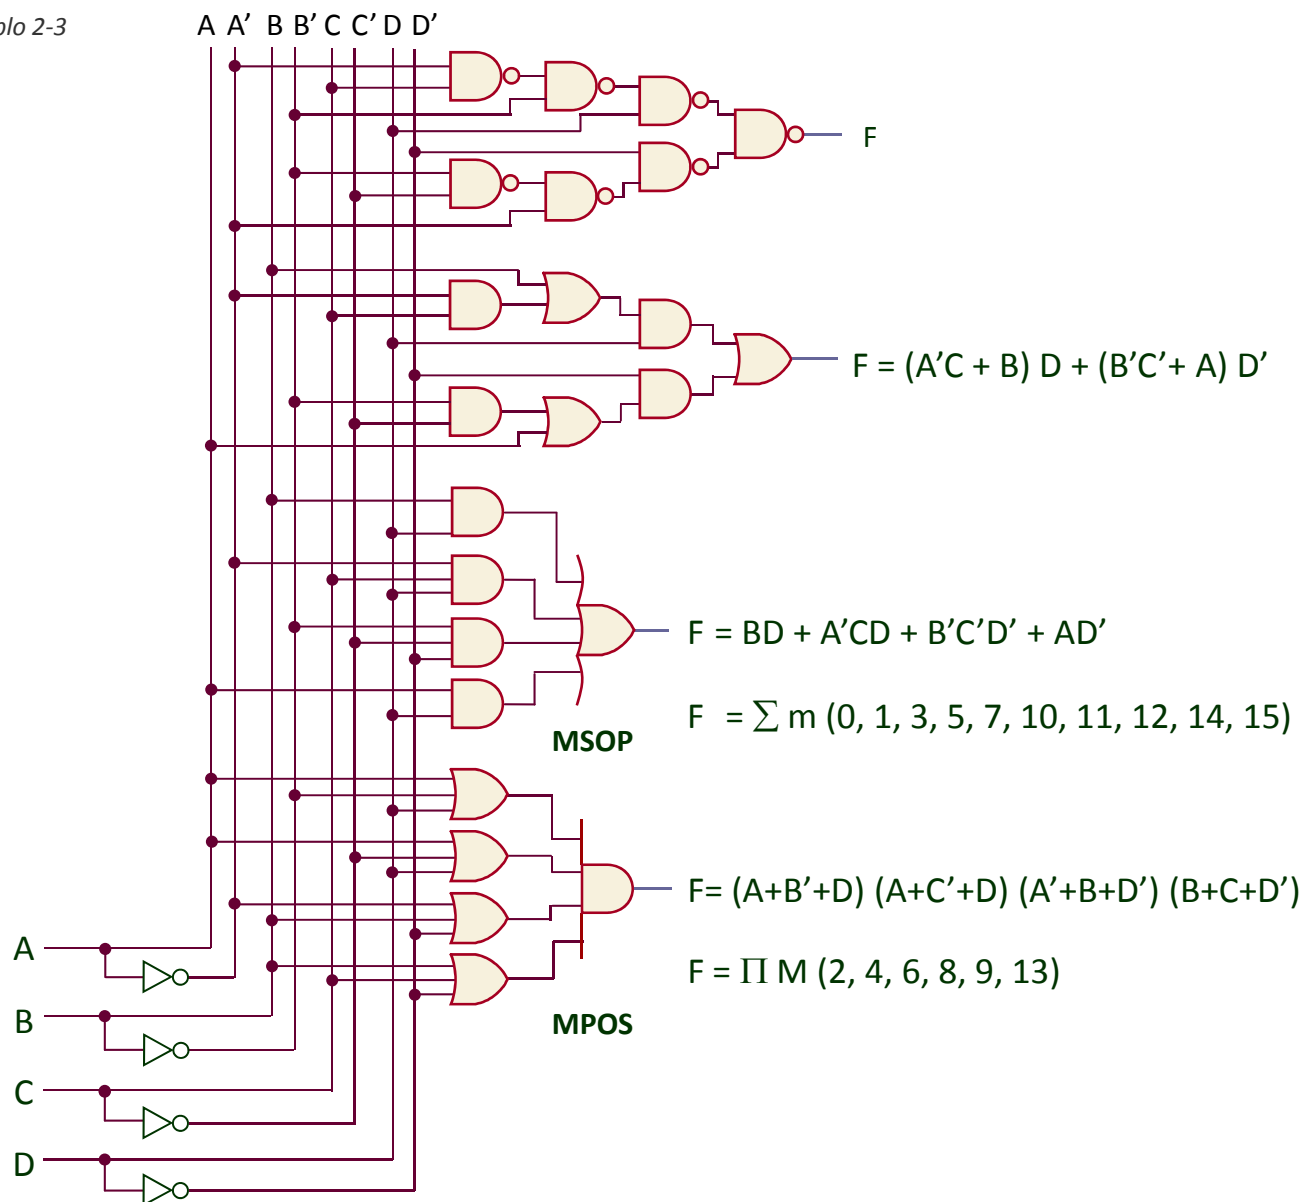 plo 2-3
A A’ B B’ C C’ D D’
F
F = (A’C + B) D + (B’C’+ A) D’
F = BD + A’CD + B’C’D’ + AD’
F = ∑ m (0, 1, 3, 5, 7, 10, 11, 12, 14, 15)
MSOP
F= (A+B’+D) (A+C’+D) (A’+B+D’) (B+C+D’)
A
F = Π M (2, 4, 6, 8, 9, 13)
B
MPOS
C
D